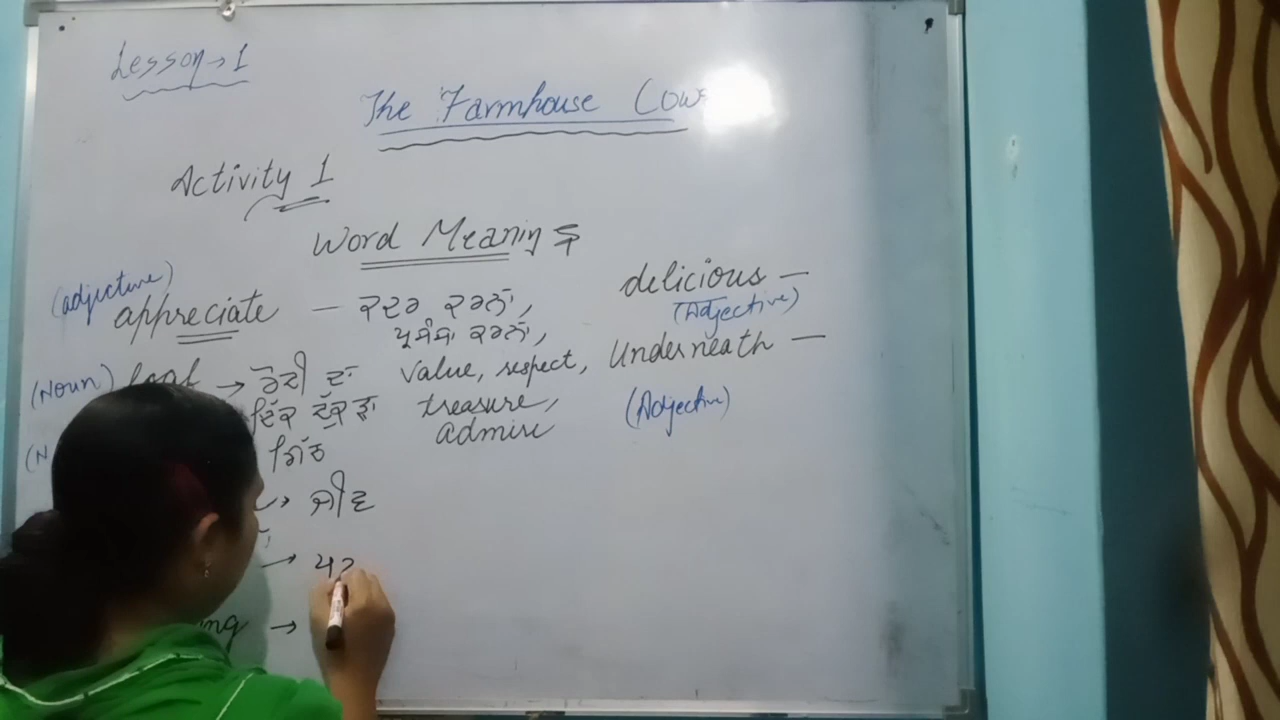 Lesson → 1
The Farmhouse Cow
Activity 1
Word Meaning
(adjective)
appreciate — ਕਦਰ ਕਰਨਾ,
ਪ੍ਰਸੰਸਾ ਕਰਨਾ,
value, respect,
treasure,
admire
(Noun) loaf → ਰੋਟੀ ਦਾ
ਇੱਕ ਟੁੱਕੜਾ
ਜੀਵ
delicious —
(Adjective)
Underneath —
(Adjective)